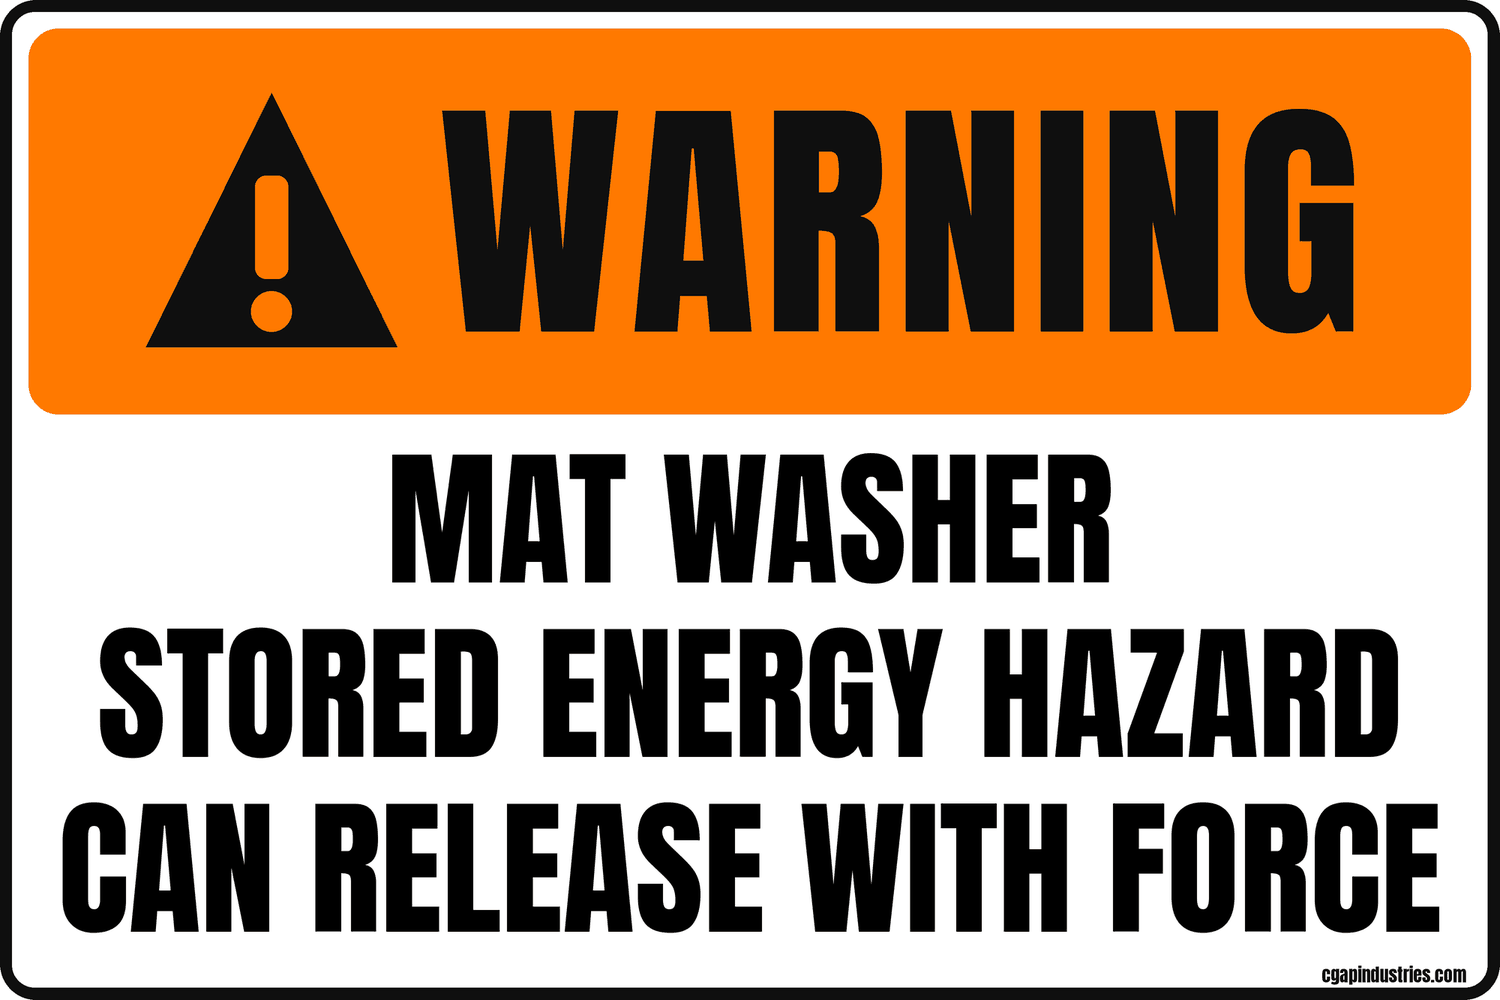 WARNING
MAT WASHER
STORED ENERGY HAZARD
CAN RELEASE WITH FORCE
cgapindustries.com